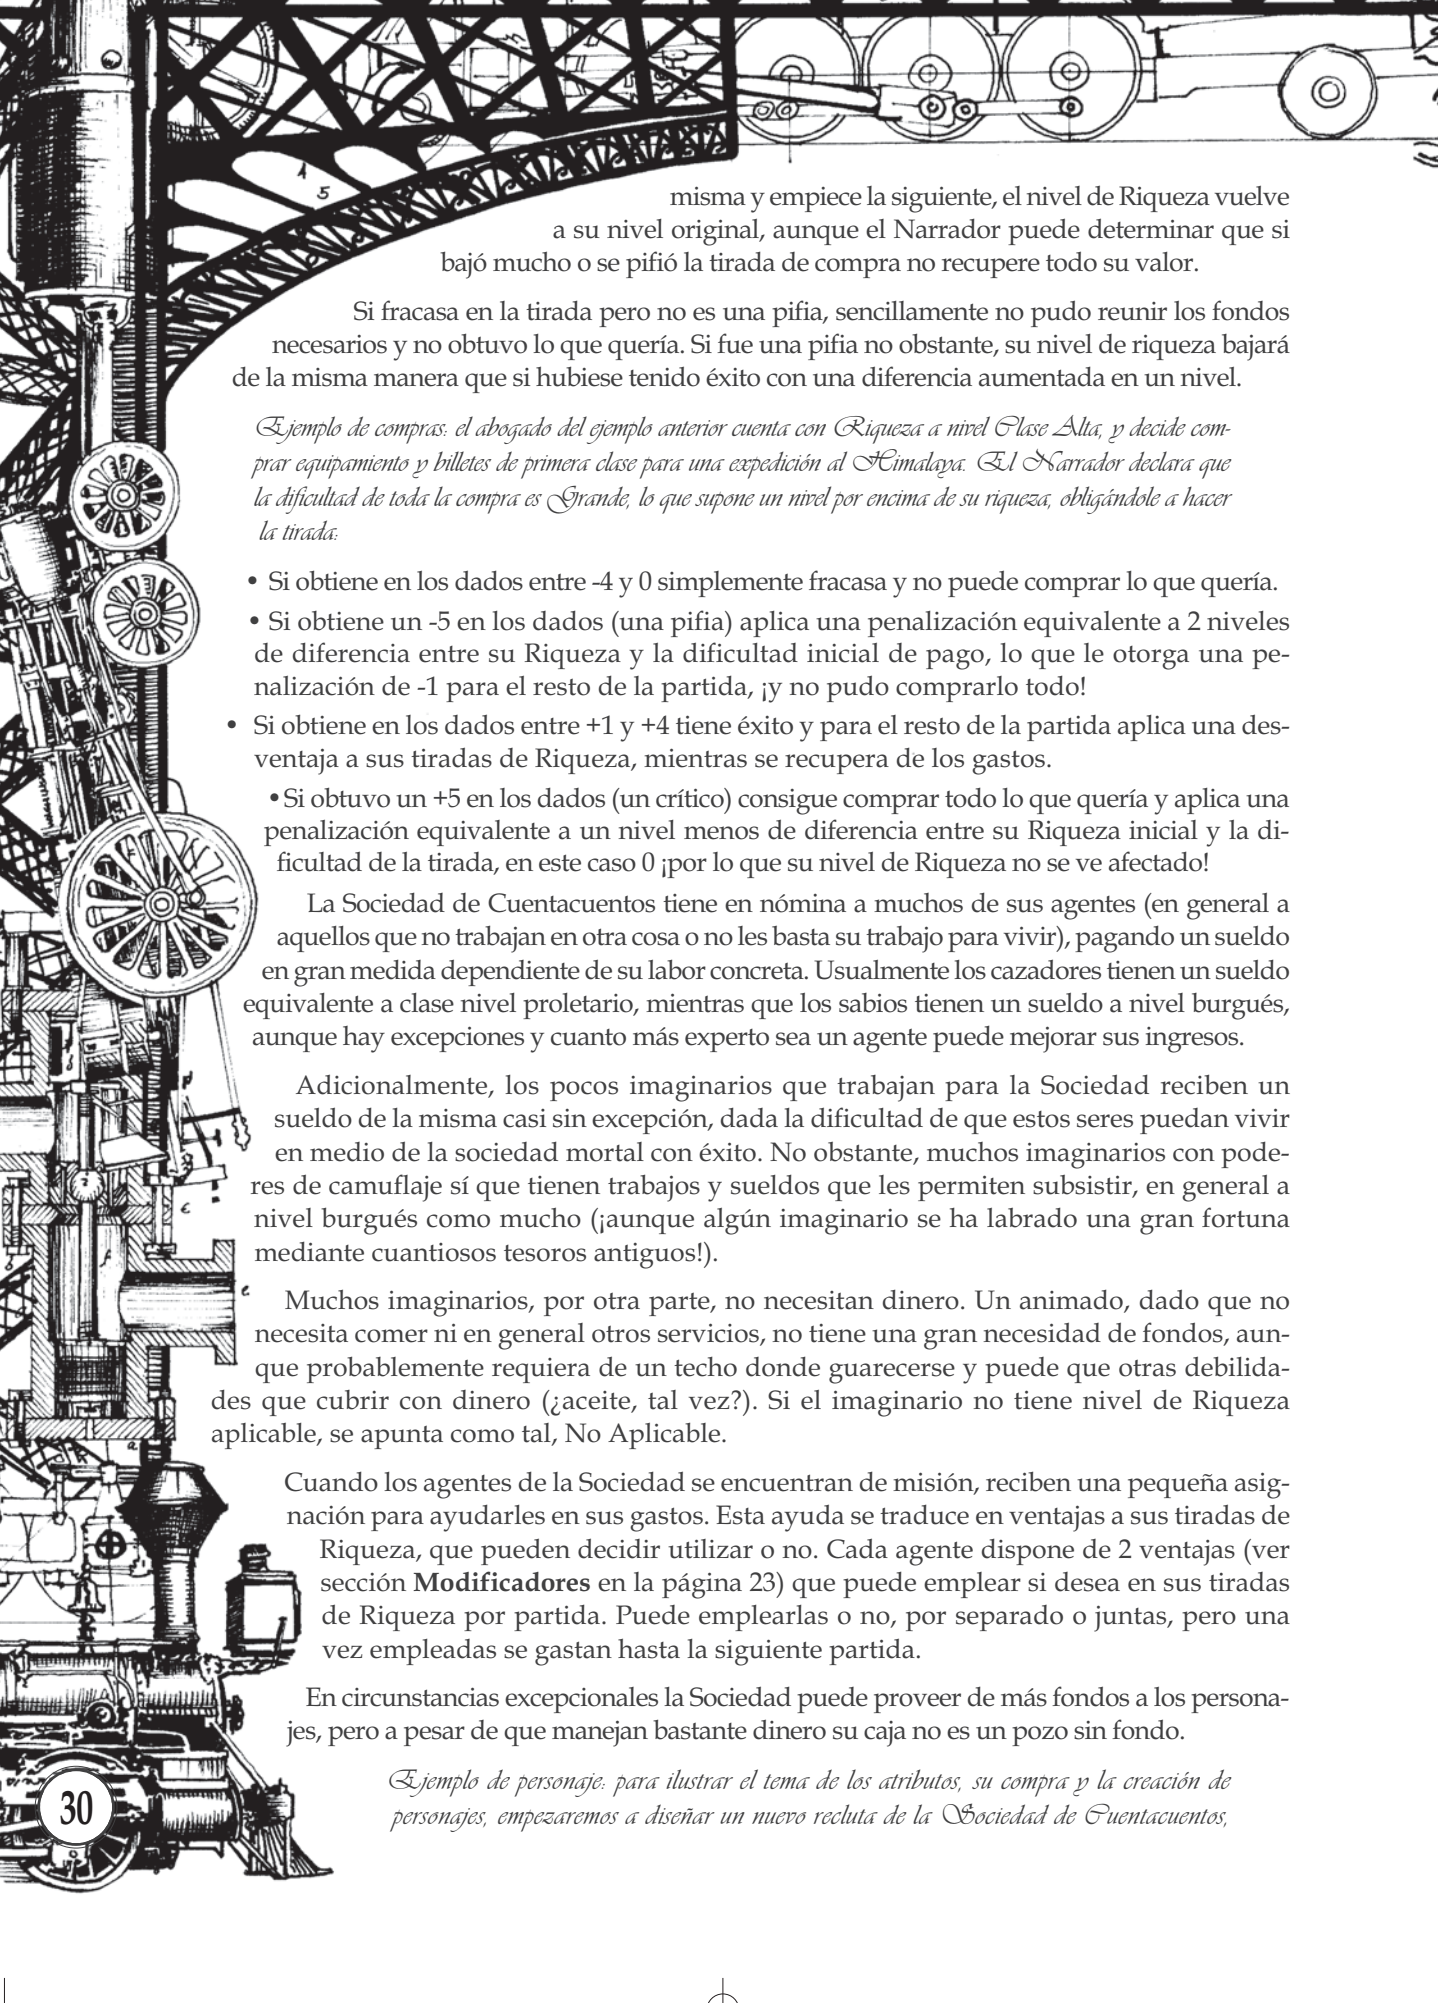 misma y empiece la siguiente, el nivel de Riqueza vuelve
a su nivel original, aunque el Narrador puede determinar que si
bajó mucho o se pifió la tirada de compra no recupere todo su valor.
Si fracasa en la tirada pero no es una pifia, sencillamente no pudo reunir los fondos
necesarios y no obtuvo lo que quería. Si fue una pifia no obstante, su nivel de riqueza bajará
de la misma manera que si hubiese tenido éxito con una diferencia aumentada en un nivel.
Ejemplo de compras: el abogado del ejemplo anterior cuenta con Riqueza a nivel Clase Alta, y decide com-
prar equipamiento y billetes de primera clase para una expedición al Himalaya. El Narrador declara que
la dificultad de toda la compra es Grande, lo que supone un nivel por encima de su riqueza, obligándole a hacer
la tirada:
• Si obtiene en los dados entre -4 y 0 simplemente fracasa y no puede comprar lo que quería.
• Si obtiene un -5 en los dados (una pifia) aplica una penalización equivalente a 2 niveles
de diferencia entre su Riqueza y la dificultad inicial de pago, lo que le otorga una pe-
nalización de -1 para el resto de la partida, ¡y no pudo comprarlo todo!
• Si obtiene en los dados entre +1 y +4 tiene éxito y para el resto de la partida aplica una des-
ventaja a sus tiradas de Riqueza, mientras se recupera de los gastos.
• Si obtuvo un +5 en los dados (un crítico) consigue comprar todo lo que quería y aplica una
penalización equivalente a un nivel menos de diferencia entre su Riqueza inicial y la di-
ficultad de la tirada, en este caso 0 ¡por lo que su nivel de Riqueza no se ve afectado!
La Sociedad de Cuentacuentos tiene en nómina a muchos de sus agentes (en general a
aquellos que no trabajan en otra cosa o no les basta su trabajo para vivir), pagando un sueldo
en gran medida dependiente de su labor concreta. Usualmente los cazadores tienen un sueldo
equivalente a clase nivel proletario, mientras que los sabios tienen un sueldo a nivel burgués,
aunque hay excepciones y cuanto más experto sea un agente puede mejorar sus ingresos.
Adicionalmente, los pocos imaginarios que trabajan para la Sociedad reciben un
sueldo de la misma casi sin excepción, dada la dificultad de que estos seres puedan vivir
en medio de la sociedad mortal con éxito. No obstante, muchos imaginarios con pode-
res de camuflaje sí que tienen trabajos y sueldos que les permiten subsistir, en general a
nivel burgués como mucho (¡aunque algún imaginario se ha labrado una gran fortuna
mediante cuantiosos tesoros antiguos!).
Muchos imaginarios, por otra parte, no necesitan dinero. Un animado, dado que no
necesita comer ni en general otros servicios, no tiene una gran necesidad de fondos, aun-
que probablemente requiera de un techo donde guarecerse y puede que otras debilida-
des que cubrir con dinero (¿aceite, tal vez?). Si el imaginario no tiene nivel de Riqueza
aplicable, se apunta como tal, No Aplicable.
Cuando los agentes de la Sociedad se encuentran de misión, reciben una pequeña asig-
nación para ayudarles en sus gastos. Esta ayuda se traduce en ventajas a sus tiradas de
Riqueza, que pueden decidir utilizar o no. Cada agente dispone de 2 ventajas (ver
sección Modificadores en la página 23) que puede emplear si desea en sus tiradas
de Riqueza por partida. Puede emplearlas o no, por separado o juntas, pero una
vez empleadas se gastan hasta la siguiente partida.
En circunstancias excepcionales la Sociedad puede proveer de más fondos a los persona-
jes, pero a pesar de que manejan bastante dinero su caja no es un pozo sin fondo.
Ejemplo de personaje: para ilustrar el tema de los atributos, su compra y la creación de
personajes, empezaremos a diseñar un nuevo recluta de la Sociedad de Cuentacuentos,
30